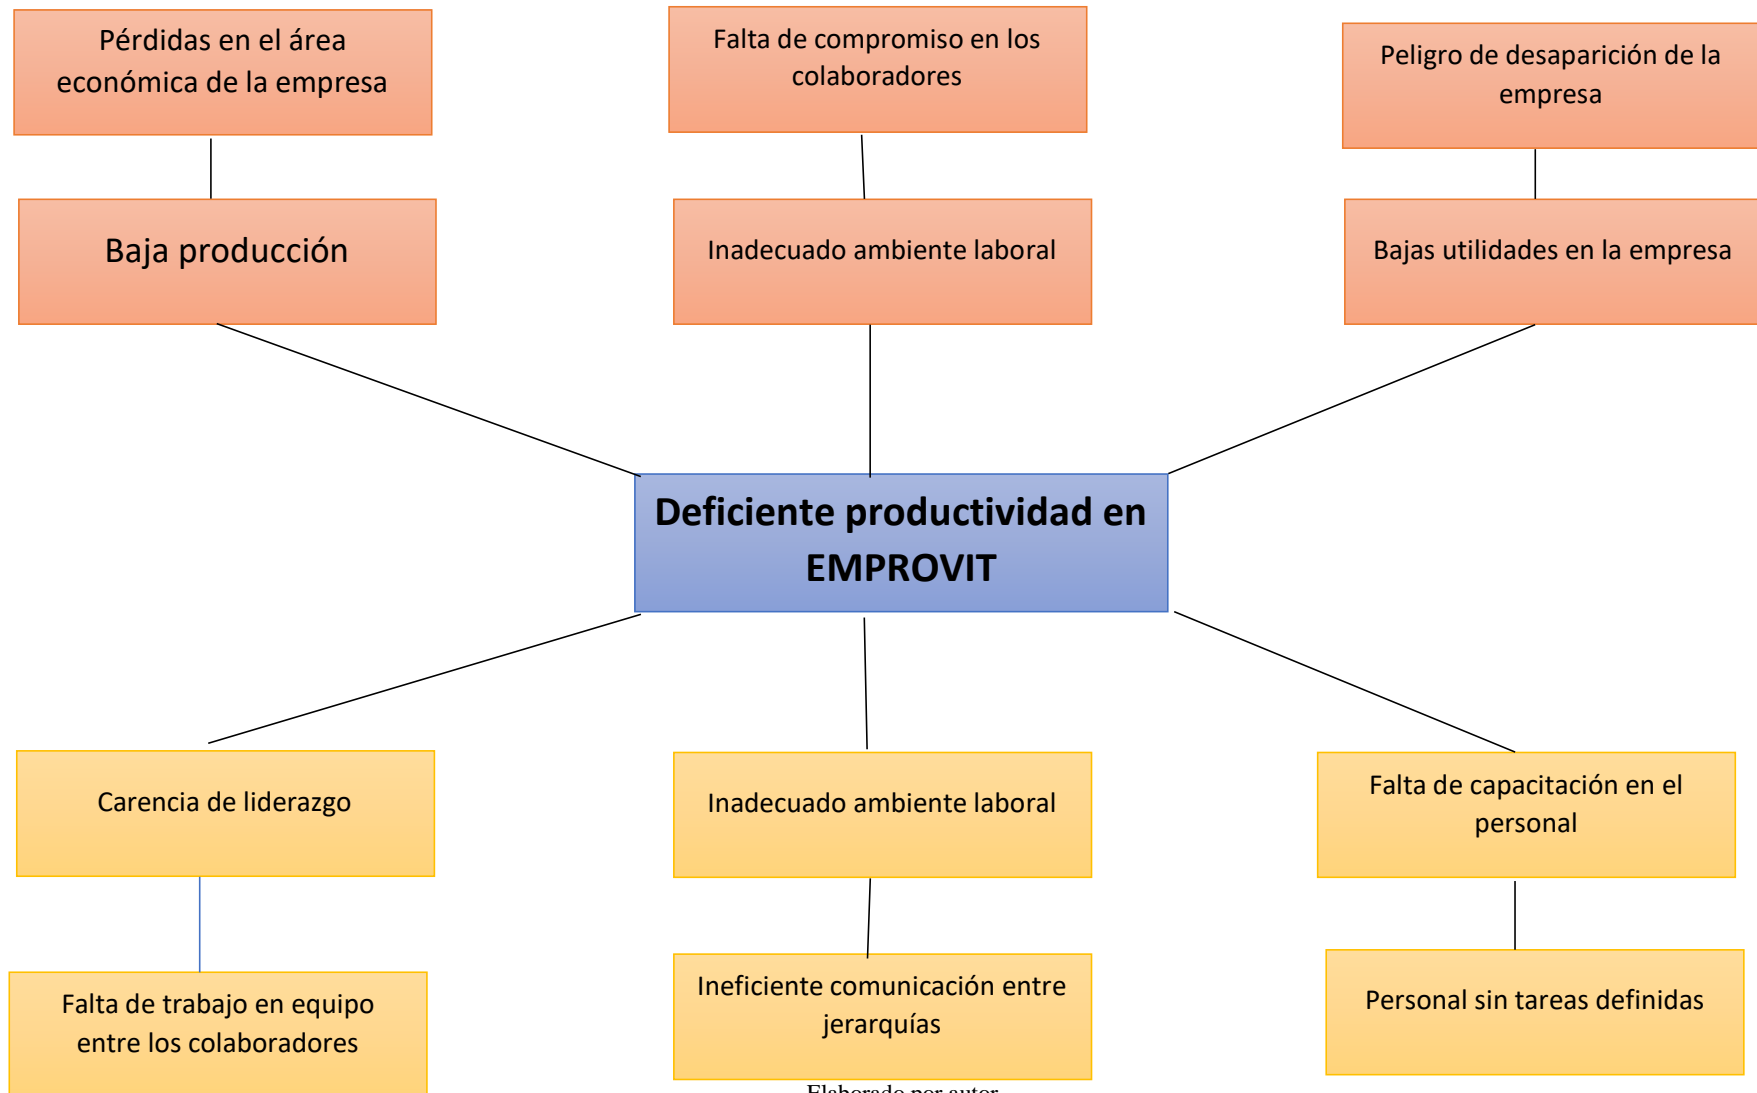 Pérdidas en el área
económica de la empresa
Falta de compromiso en los
colaboradores
Peligro de desaparición de la
empresa
Baja producción
Inadecuado ambiente laboral
Bajas utilidades en la empresa
Deficiente productividad en
EMPROVIT
Carencia de liderazgo
Inadecuado ambiente laboral
Falta de capacitación en el
personal
Falta de trabajo en equipo
entre los colaboradores
Ineficiente comunicación entre
jerarquías
Personal sin tareas definidas
Elaborado por autor